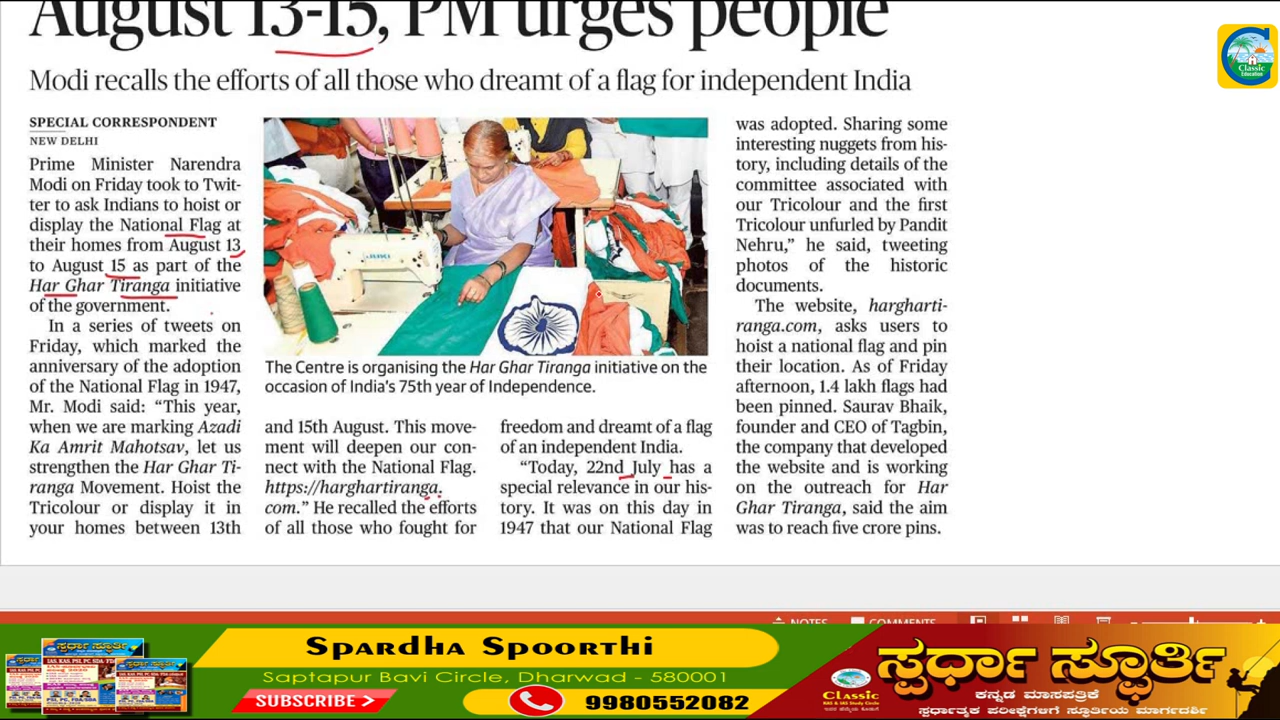 August 13-15, PM urges people
Modi recalls the efforts of all those who dreamt of a flag for independent India
SPECIAL CORRESPONDENT
NEW DELHI
Prime Minister Narendra
Modi on Friday took to Twit-
ter to ask Indians to hoist or
display the National Flag at
their homes from August 13
to August 15 as part of the
Har Ghar Tiranga initiative
of the government.
In a series of tweets on
Friday, which marked the
anniversary of the adoption
of the National Flag in 1947,
Mr. Modi said: “This year,
when we are marking Azadi
Ka Amrit Mahotsav, let us
strengthen the Har Ghar Ti-
ranga Movement. Hoist the
Tricolour or display it in
your homes between 13th
JUKI
The Centre is organising the Har Ghar Tiranga initiative on the
occasion of India's 75th year of Independence.
and 15th August. This move-
ment will deepen our con-
nect with the National Flag.
https://harghartiranga.
com.” He recalled the efforts
of all those who fought for
freedom and dreamt of a flag
of an independent India.
“Today, 22nd July has a
special relevance in our his-
tory. It was on this day in
1947 that our National Flag
was adopted. Sharing some
interesting nuggets from his-
tory, including details of the
committee associated with
our Tricolour and the first
Tricolour unfurled by Pandit
Nehru,” he said, tweeting
photos of the historic
documents.
The website, hargharti-
ranga.com, asks users to
hoist a national flag and pin
their location. As of Friday
afternoon, 1.4 lakh flags had
been pinned. Saurav Bhaik,
founder and CEO of Tagbin,
the company that developed
the website and is working
on the outreach for Har
Ghar Tiranga, said the aim
was to reach five crore pins.
Classic
Education
NOTES
COMMENTS
ಸ್ಪರ್ಧಾ ಸ್ಫೂರ್ತಿ
Spardha Spoorthi
Saptapur Bavi Circle, Dharwad - 580001
SUBSCRIBE >
9980552082
CLASSIC
KAS & IAS Study Circle
ಸ್ಪರ್ಧಾ ಸ್ಫೂರ್ತಿ
ಕನ್ನಡ ಮಾಸಪತ್ರಿಕೆ
ಸ್ಪರ್ಧಾತ್ಮಕ ಪರೀಕ್ಷೆಗಳಿಗೆ ಸ್ಫೂರ್ತಿಯ ಮಾರ್ಗದರ್ಶಿ